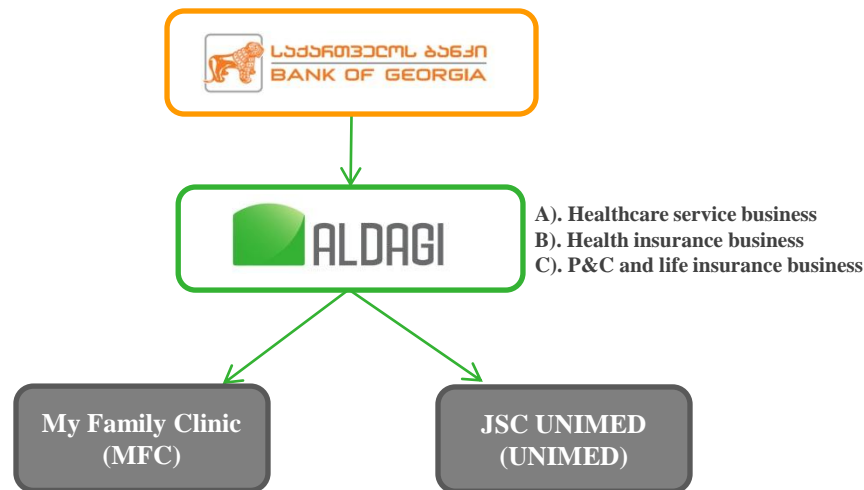 საქართველოს ბანკი
BANK OF GEORGIA
ALDAGI
A). Healthcare service business
B). Health insurance business
C). P&C and life insurance business
My Family Clinic
(MFC)
JSC UNIMED
(UNIMED)